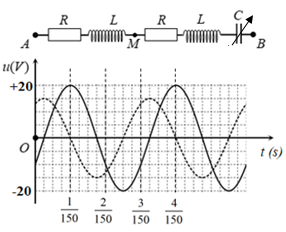 R L R L C
A M B
u(V)
+20
O t (s)
-20
1/150 2/150 3/150 4/150